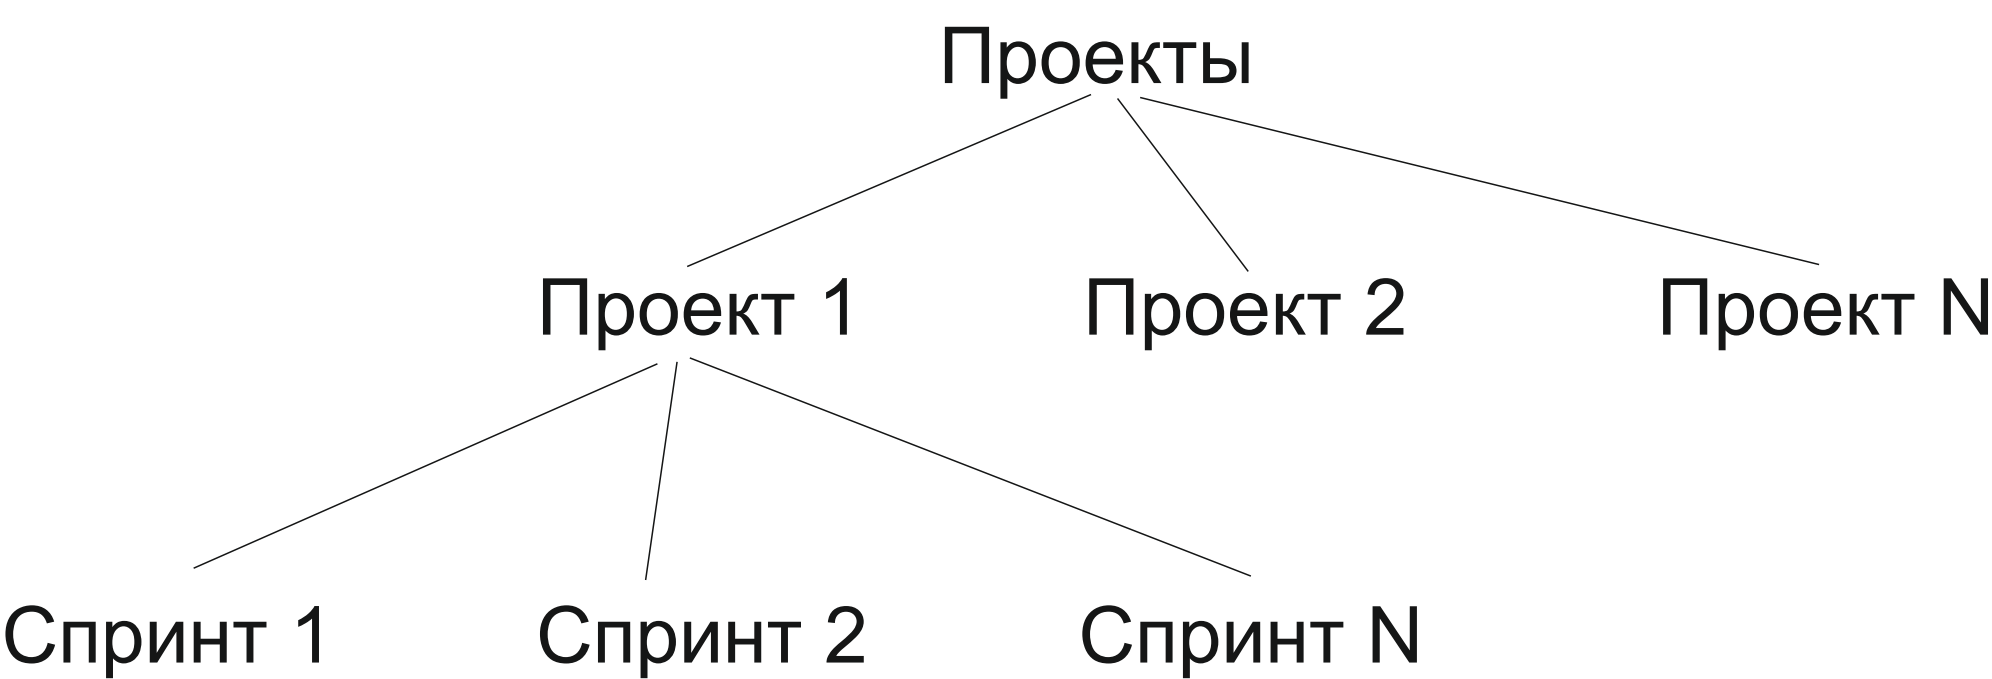 Проекты
Проект 1 Проект 2 Проект N
Спринт 1 Спринт 2 Спринт N